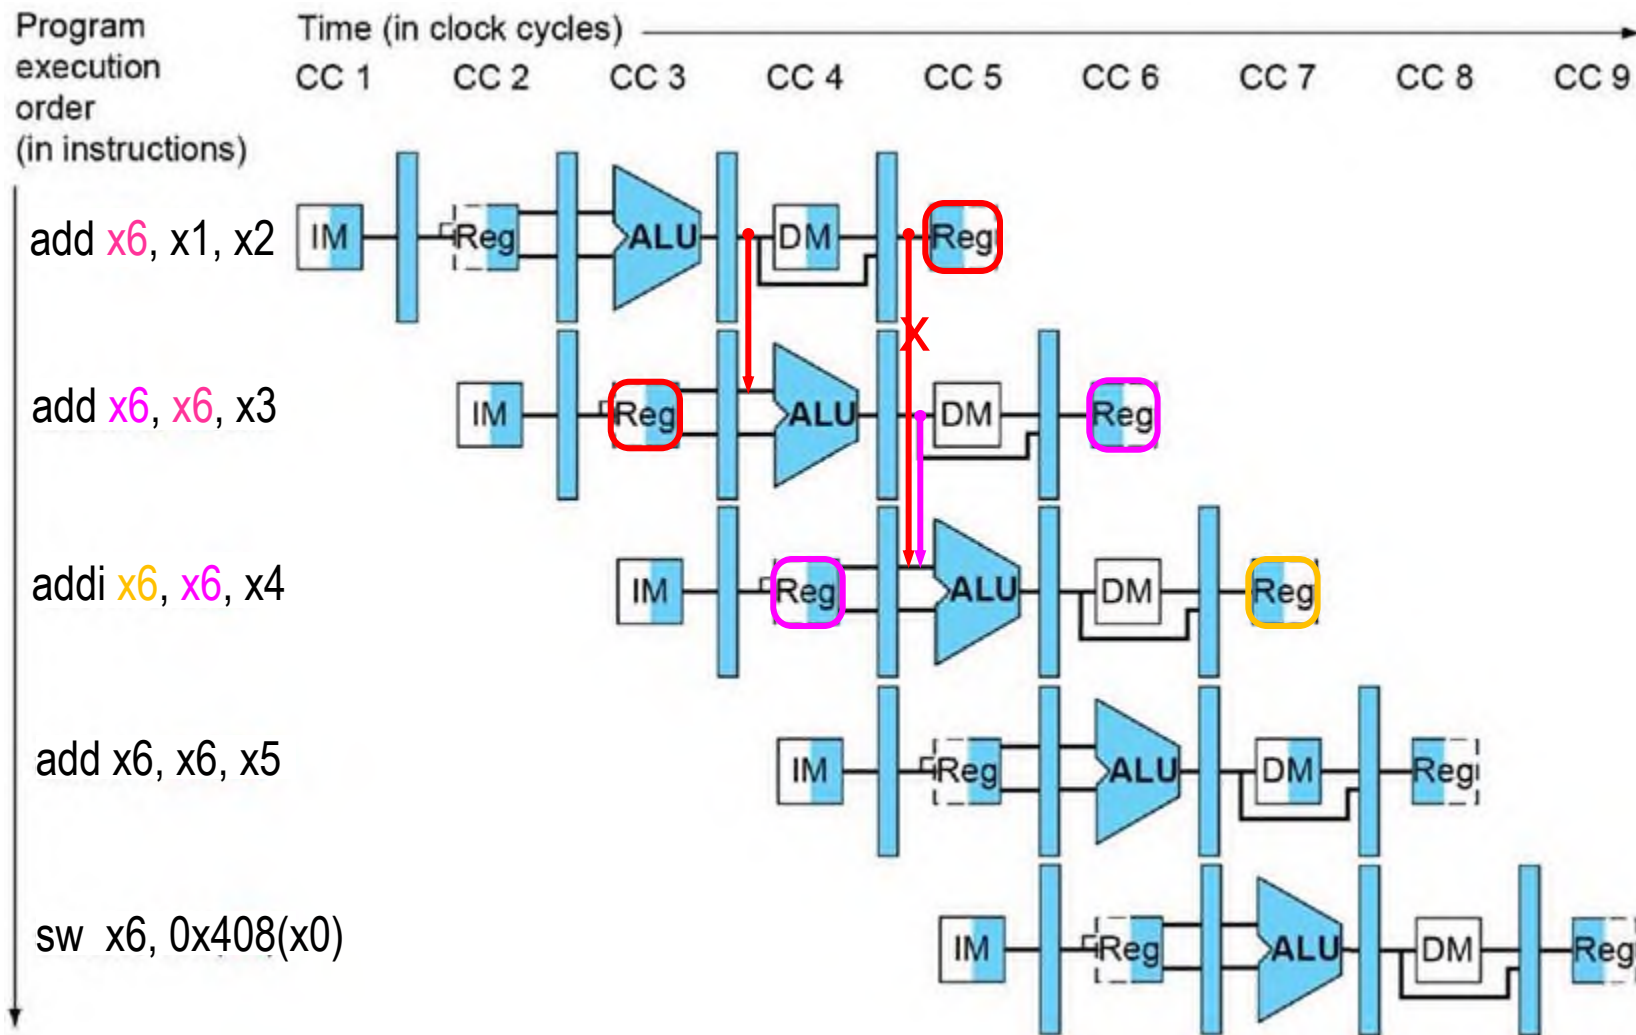 Program
execution
order
(in instructions)
Time (in clock cycles)
CC 1 CC 2 CC 3 CC 4 CC 5 CC 6 CC 7 CC 8 CC 9
add x6, x1, x2
IM Reg ALU DM Reg
X
add x6, x6, x3
IM Reg ALU DM Reg
addi x6, x6, x4
IM Reg ALU DM Reg
add x6, x6, x5
IM Reg ALU DM Reg
sw x6, 0x408(x0)
IM Reg ALU DM Reg